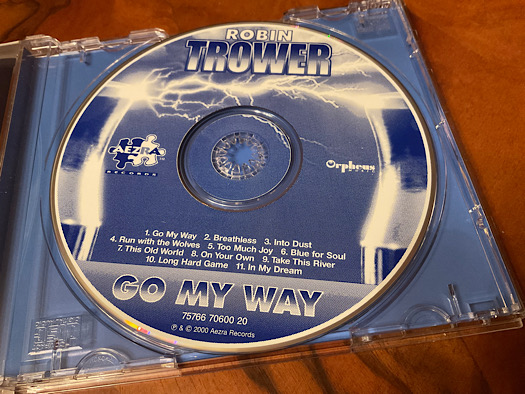 ROBIN
TROWER
AEZRA
RECORDS
Orpheus
1. Go My Way 2. Breathless 3. Into Dust
4. Run with the Wolves 5. Too Much Joy 6. Blue for Soul
7. This Old World 8. On Your Own 9. Take This River
10. Long Hard Game 11. In My Dream
GO MY WAY
75766 70600 20
℗ & © 2000 Aezra Records